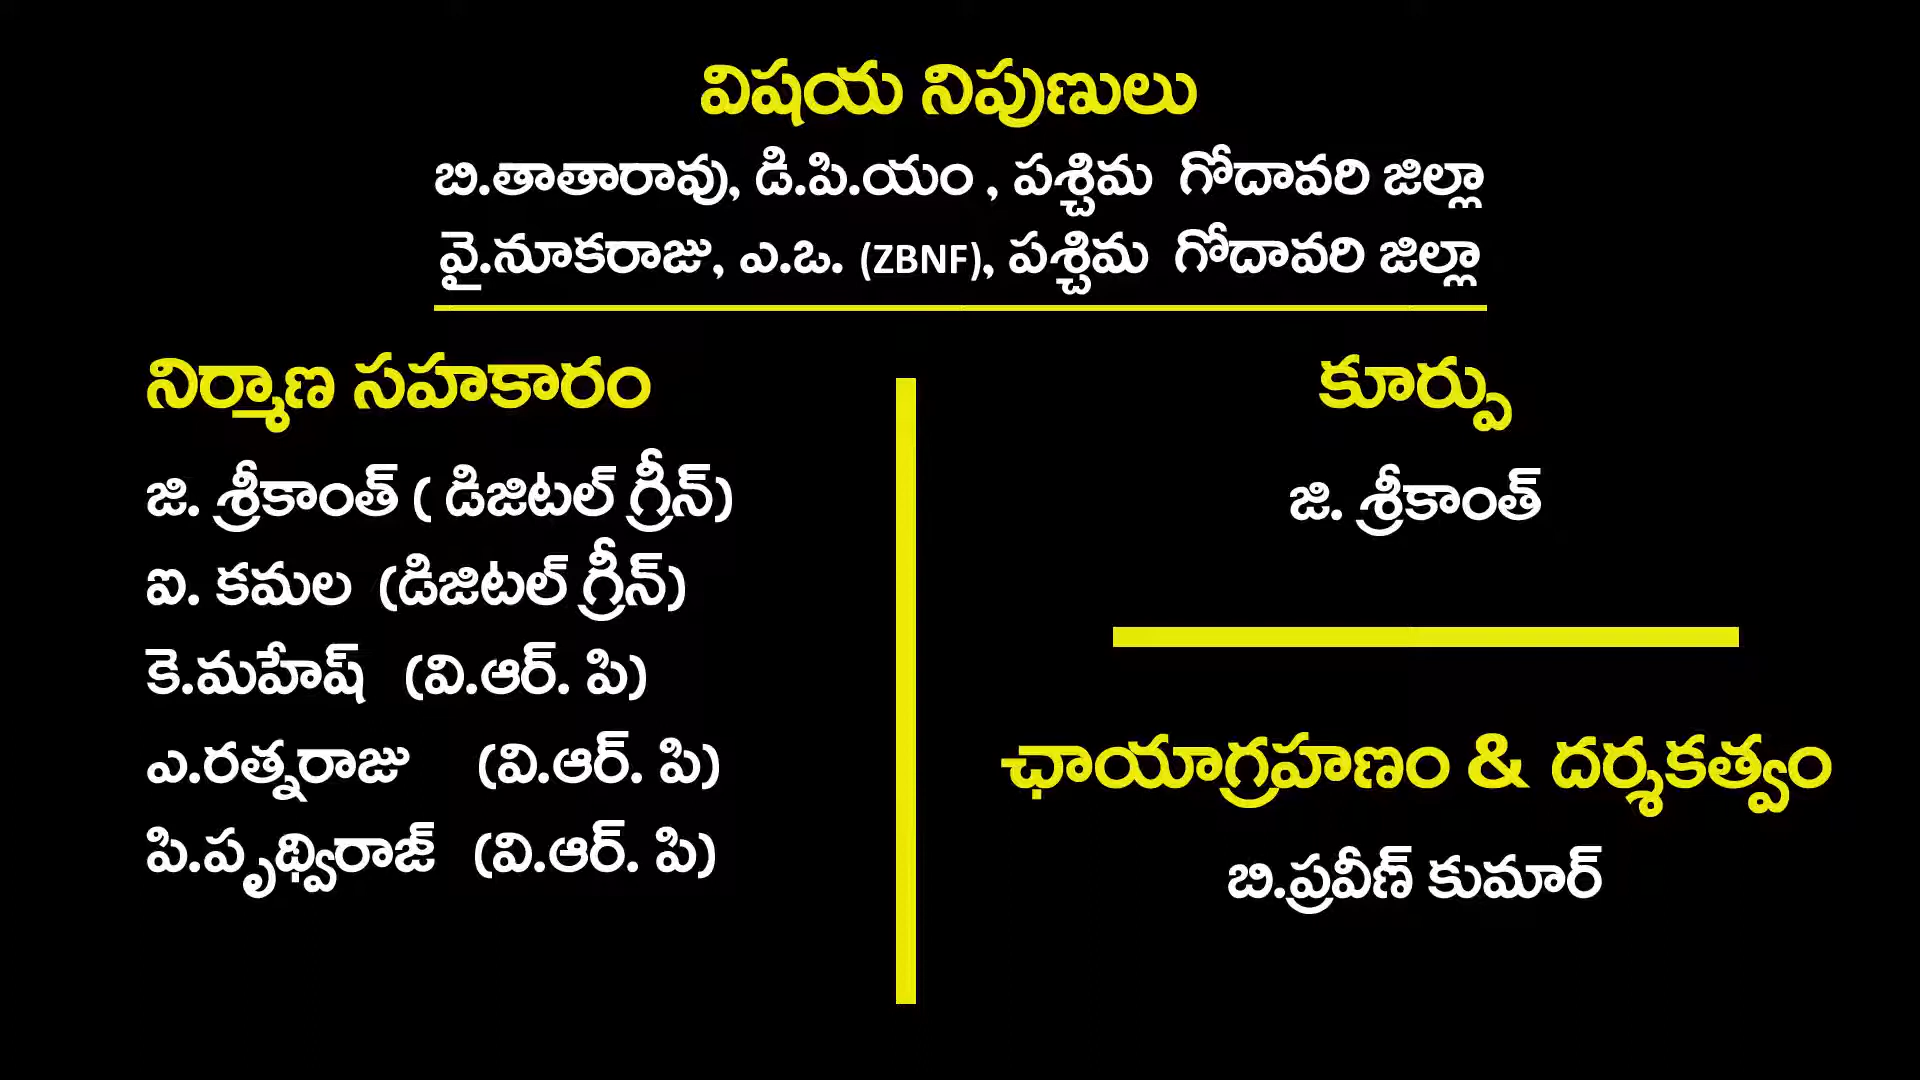 విషయ నిపుణులు
బి.తాతారావు, డి.పి.యం , పశ్చిమ గోదావరి జిల్లా
వై.నూకరాజు, ఎ.ఓ. (ZBNF), పశ్చిమ గోదావరి జిల్లా
నిర్మాణ సహకారం
జి. శ్రీకాంత్ ( డిజిటల్ గ్రీన్)
ఐ. కమల (డిజిటల్ గ్రీన్)
కె.మహేష్ (వి.ఆర్. పి)
ఎ.రత్నరాజు (వి.ఆర్. పి)
పి.పృథ్విరాజ్ (వి.ఆర్. పి)
కూర్పు
జి. శ్రీకాంత్
ఛాయాగ్రహణం & దర్శకత్వం
బి.ప్రవీణ్ కుమార్